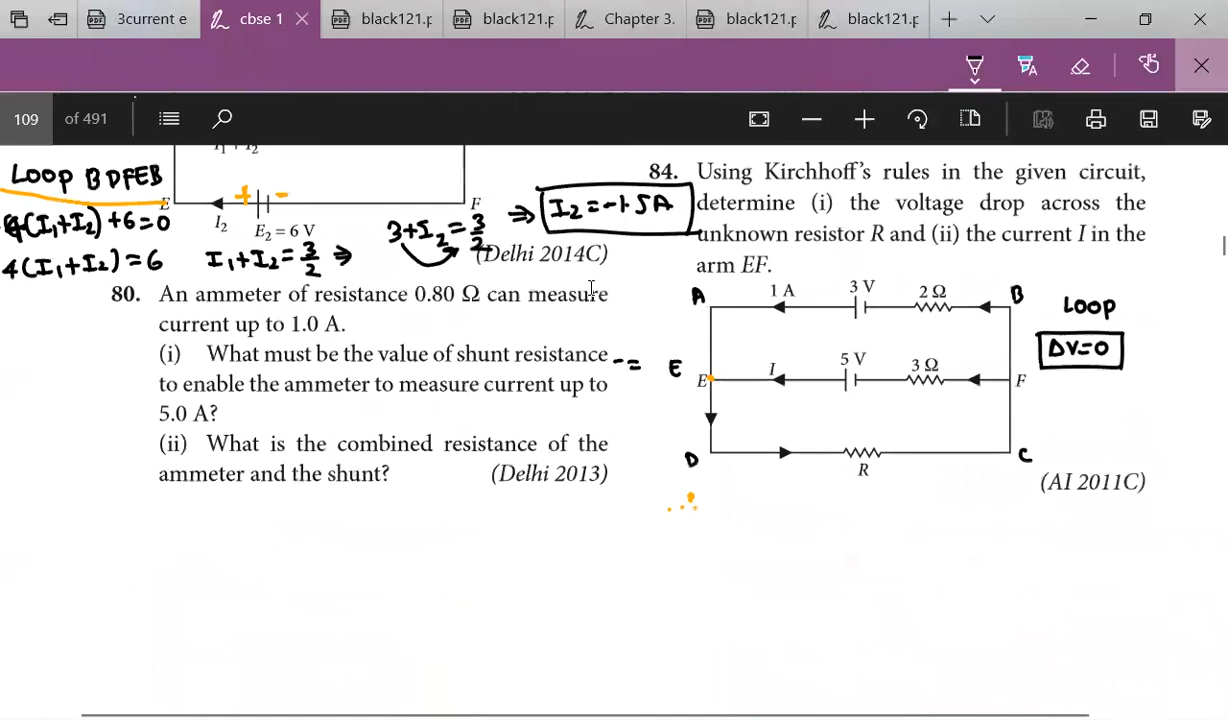 3current e
cbse 1
black121.p
black121.p
Chapter 3.
black121.p
black121.p
109 of 491
Loop BDFEB
4(I1+I2)+6=0
4(I1+I2)=6
I1+I2=3/2 ⇒
3+I2=3/2
⇒ I2=-1.5A
I1 + I2
E
F
I2
E2 = 6 V
+ -
(Delhi 2014C)
80. An ammeter of resistance 0.80 Ω can measure
current up to 1.0 A.
(i) What must be the value of shunt resistance
to enable the ammeter to measure current up to
5.0 A?
(ii) What is the combined resistance of the
ammeter and the shunt? (Delhi 2013)
84. Using Kirchhoff's rules in the given circuit,
determine (i) the voltage drop across the
unknown resistor R and (ii) the current I in the
arm EF.
A 1 A 3 V 2 Ω B
Loop
ΔV=0
E E I 5 V 3 Ω F
D R C
(AI 2011C)
∴